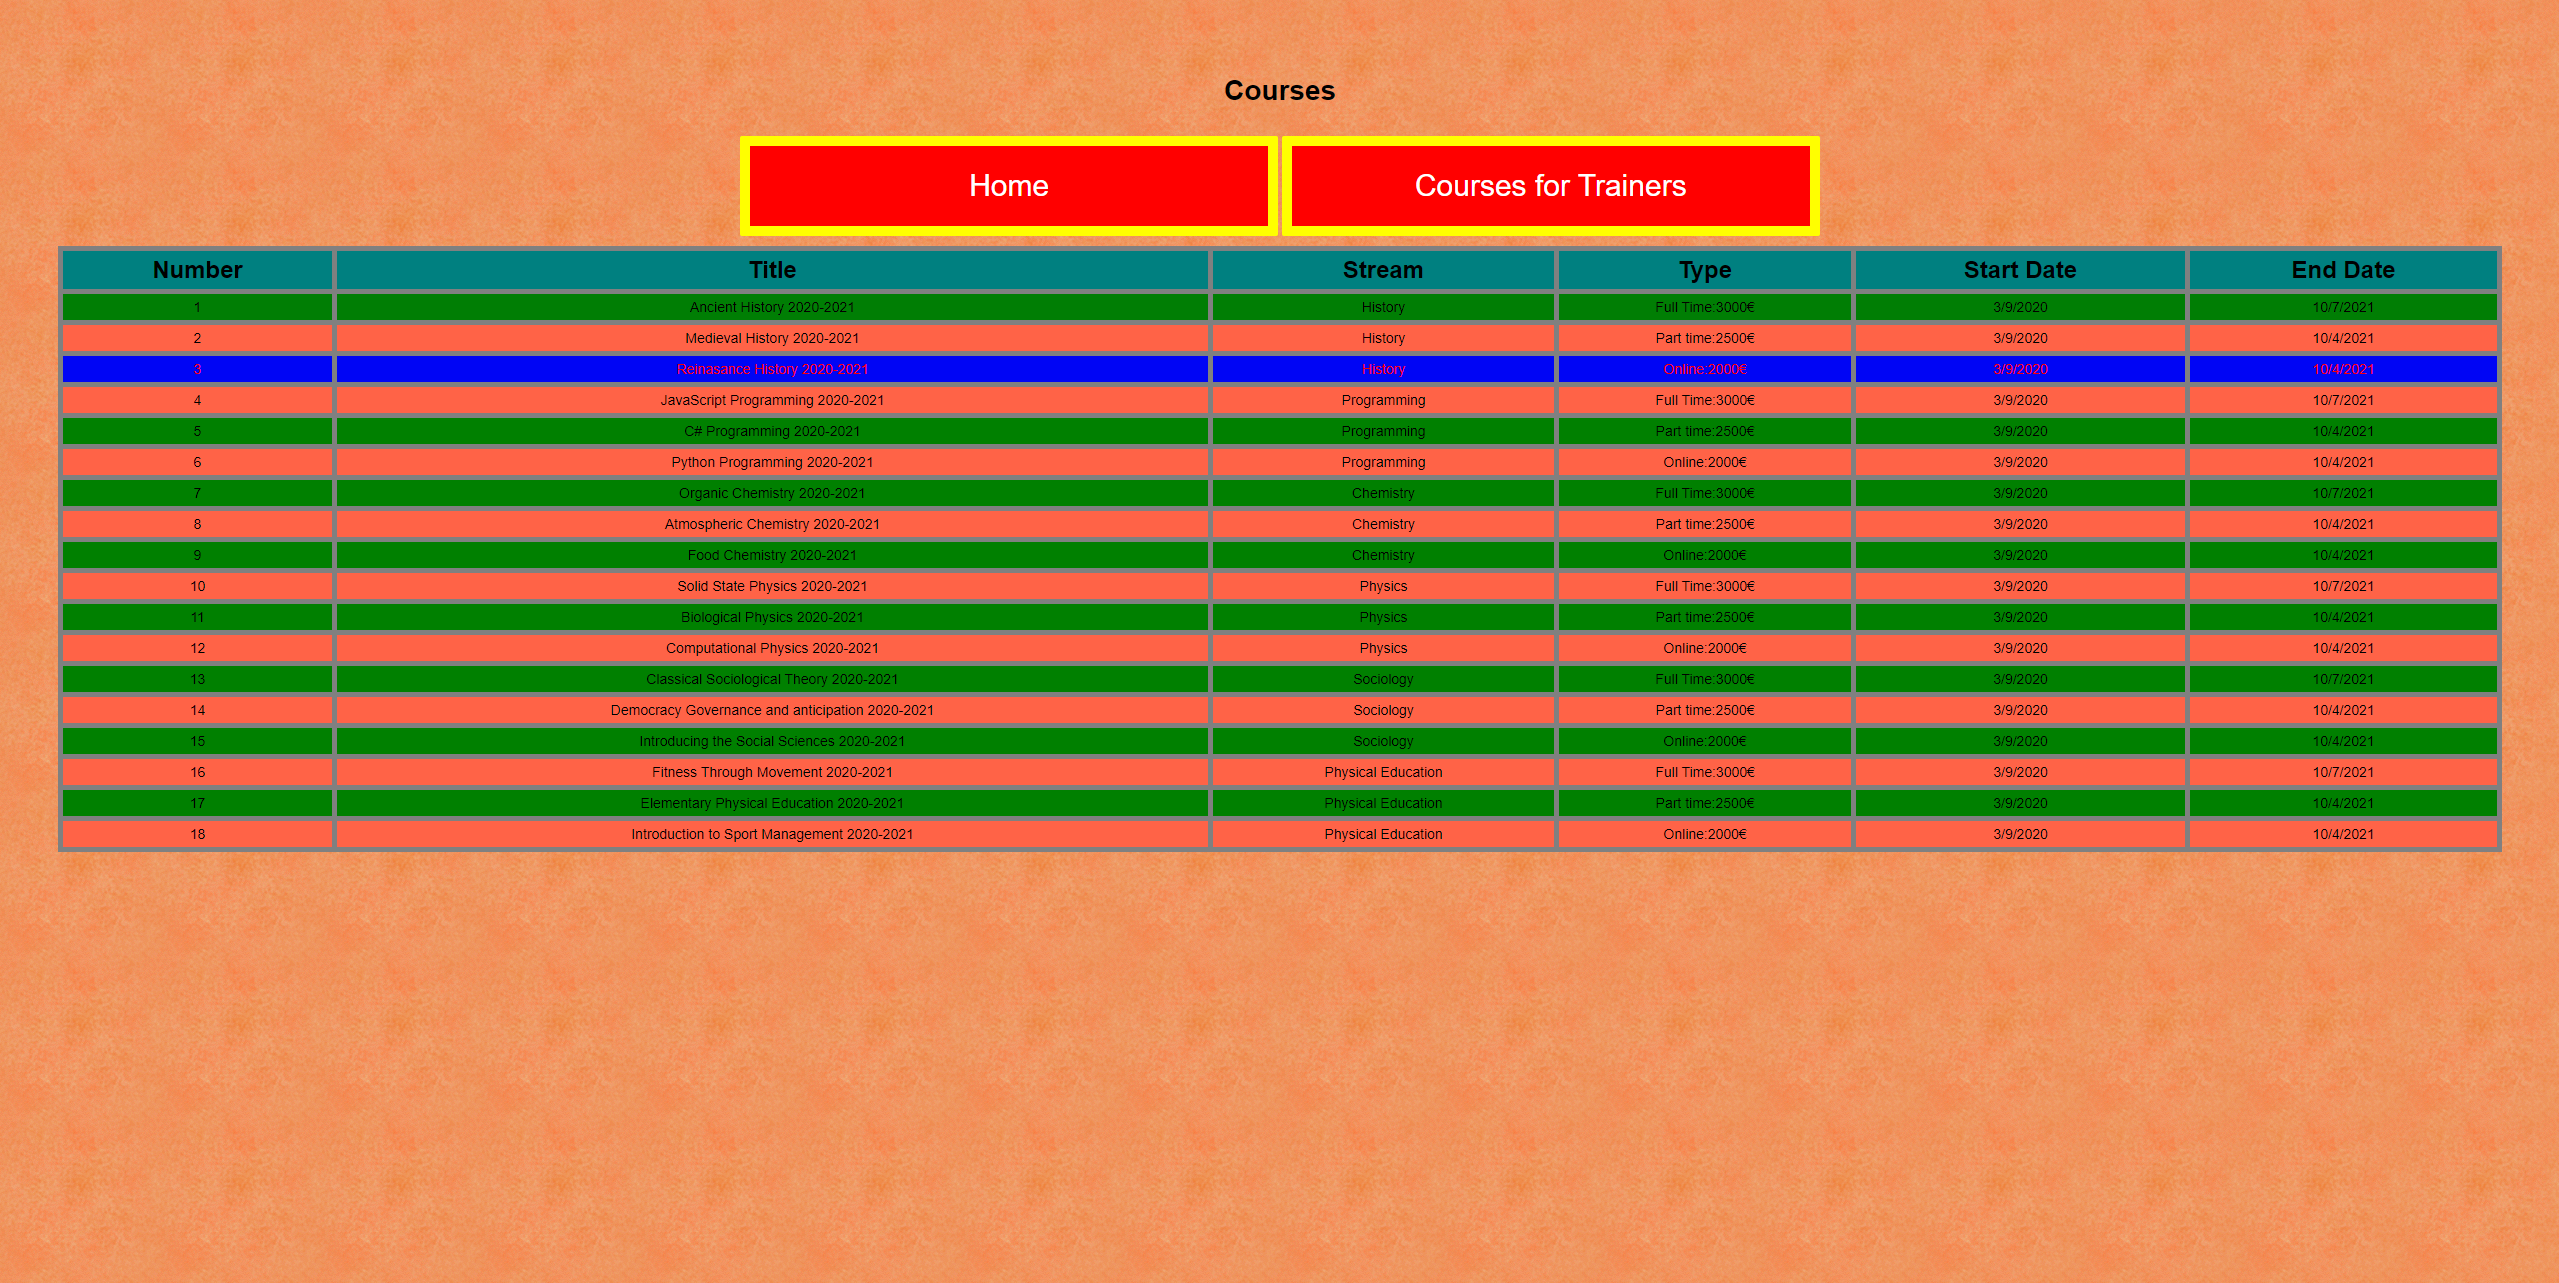 Courses
Home Courses for Trainers
Number Title Stream Type Start Date End Date
1 Ancient History 2020-2021 History Full Time:3000€ 3/9/2020 10/7/2021
2 Medieval History 2020-2021 History Part time:2500€ 3/9/2020 10/4/2021
3 Reinasance History 2020-2021 History Online:2000€ 3/9/2020 10/4/2021
4 JavaScript Programming 2020-2021 Programming Full Time:3000€ 3/9/2020 10/7/2021
5 C# Programming 2020-2021 Programming Part time:2500€ 3/9/2020 10/4/2021
6 Python Programming 2020-2021 Programming Online:2000€ 3/9/2020 10/4/2021
7 Organic Chemistry 2020-2021 Chemistry Full Time:3000€ 3/9/2020 10/7/2021
8 Atmospheric Chemistry 2020-2021 Chemistry Part time:2500€ 3/9/2020 10/4/2021
9 Food Chemistry 2020-2021 Chemistry Online:2000€ 3/9/2020 10/4/2021
10 Solid State Physics 2020-2021 Physics Full Time:3000€ 3/9/2020 10/7/2021
11 Biological Physics 2020-2021 Physics Part time:2500€ 3/9/2020 10/4/2021
12 Computational Physics 2020-2021 Physics Online:2000€ 3/9/2020 10/4/2021
13 Classical Sociological Theory 2020-2021 Sociology Full Time:3000€ 3/9/2020 10/7/2021
14 Democracy Governance and anticipation 2020-2021 Sociology Part time:2500€ 3/9/2020 10/4/2021
15 Introducing the Social Sciences 2020-2021 Sociology Online:2000€ 3/9/2020 10/4/2021
16 Fitness Through Movement 2020-2021 Physical Education Full Time:3000€ 3/9/2020 10/7/2021
17 Elementary Physical Education 2020-2021 Physical Education Part time:2500€ 3/9/2020 10/4/2021
18 Introduction to Sport Management 2020-2021 Physical Education Online:2000€ 3/9/2020 10/4/2021